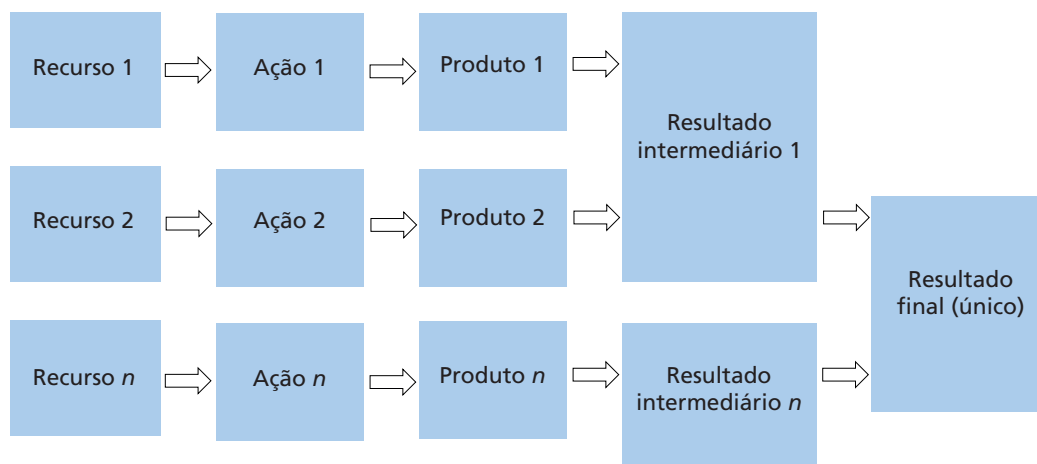 Recurso 1
Ação 1
Produto 1
Resultado
intermediário 1
Recurso 2
Ação 2
Produto 2
Resultado
final (único)
Recurso n
Ação n
Produto n
Resultado
intermediário n